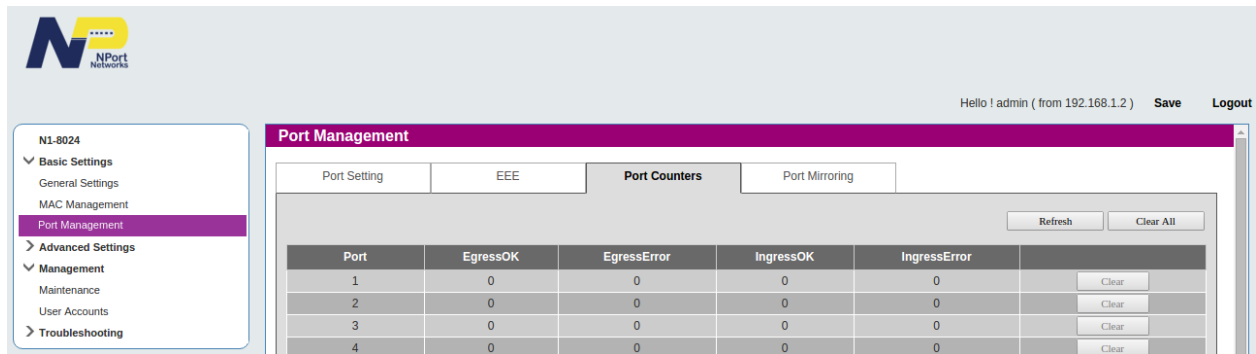 NPort
Networks
Hello ! admin ( from 192.168.1.2 ) Save Logout
N1-8024
Basic Settings
General Settings
MAC Management
Port Management
Advanced Settings
Management
Maintenance
User Accounts
Troubleshooting
Port Management
Port Setting EEE Port Counters Port Mirroring
Refresh Clear All
Port EgressOK EgressError IngressOK IngressError
1 0 0 0 0 Clear
2 0 0 0 0 Clear
3 0 0 0 0 Clear
4 0 0 0 0 Clear